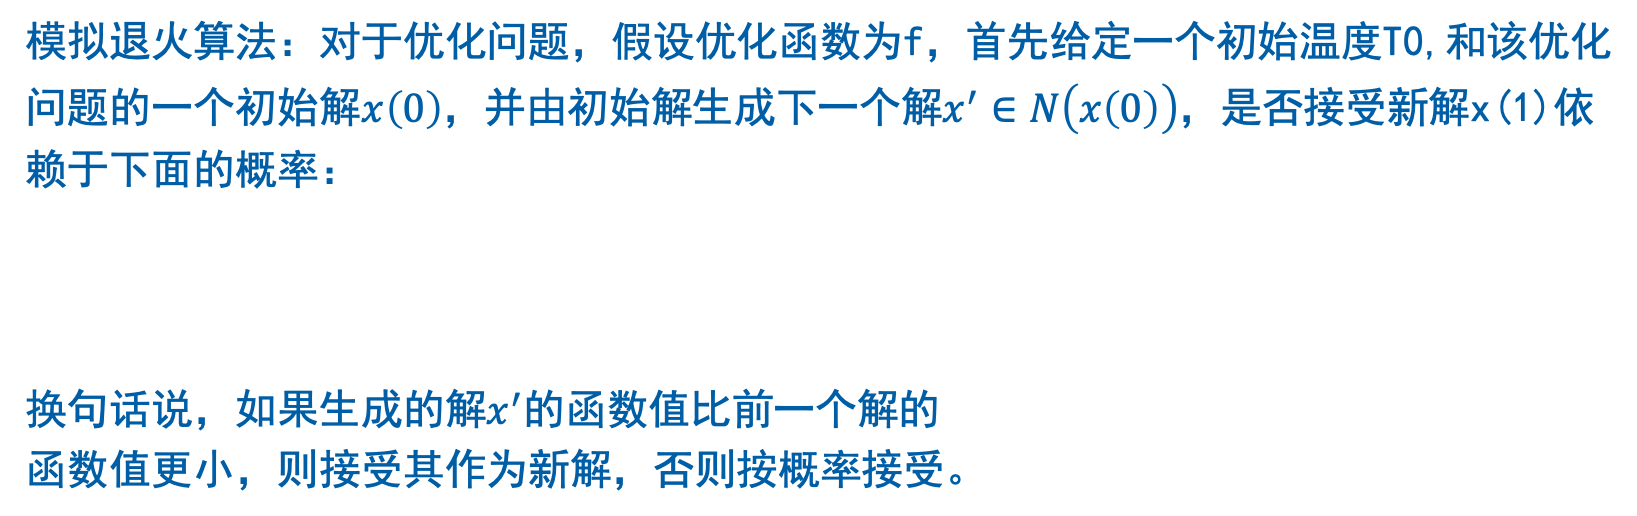 模拟退火算法：对于优化问题，假设优化函数为f，首先给定一个初始温度T0,和该优化
问题的一个初始解x(0)，并由初始解生成下一个解x′ ∈ N(x(0))，是否接受新解x(1)依
赖于下面的概率：
换句话说，如果生成的解x′的函数值比前一个解的
函数值更小，则接受其作为新解，否则按概率接受。